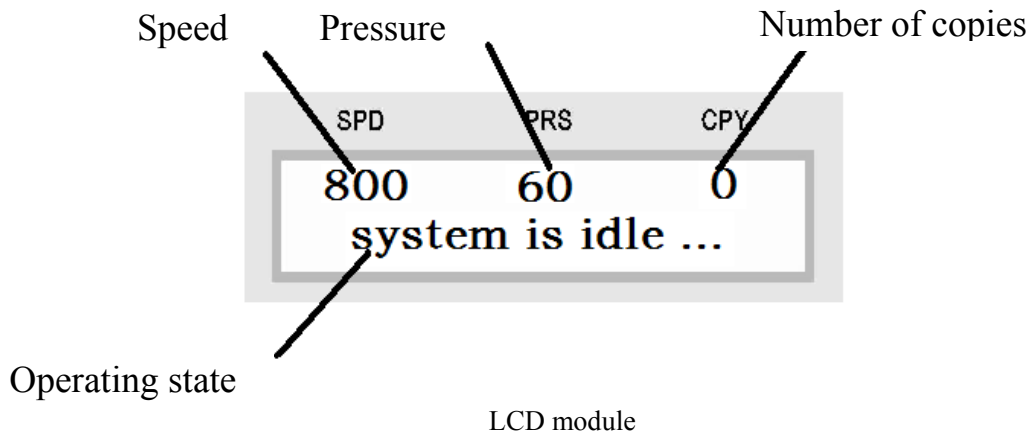 Speed Pressure Number of copies
SPD PRS CPY
800 60 0
system is idle ...
Operating state
LCD module